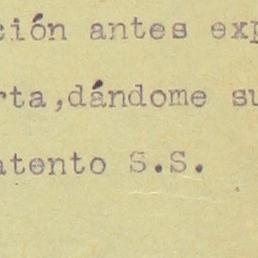 ción antes exp
rta,dándome su
atento S.S.